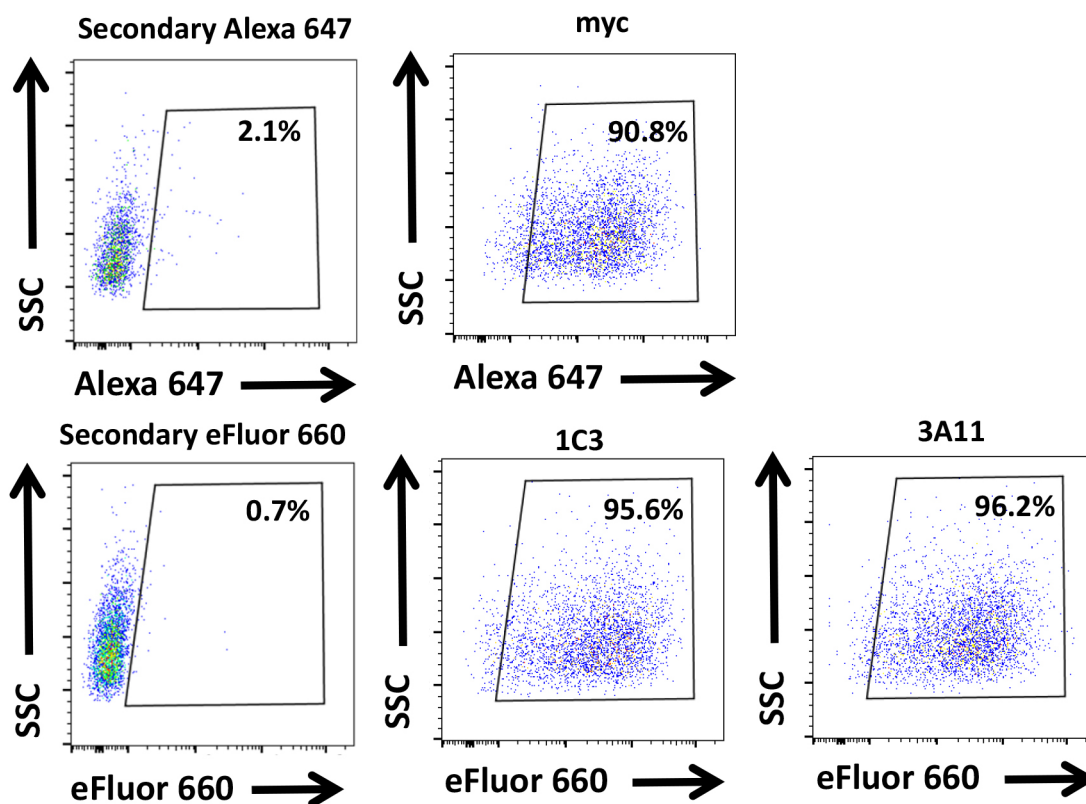 Secondary Alexa 647
myc
2.1%
90.8%
SSC
SSC
Alexa 647
Alexa 647
Secondary eFluor 660
1C3
3A11
0.7%
95.6%
96.2%
SSC
SSC
SSC
eFluor 660
eFluor 660
eFluor 660